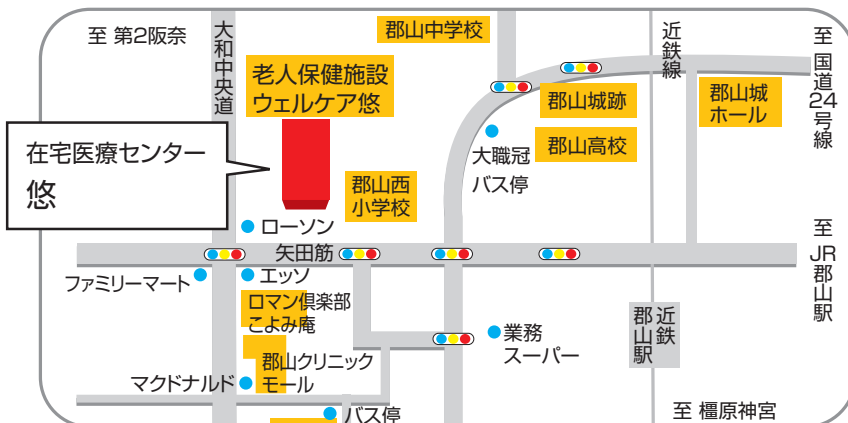 至 第2阪奈
大和中央道
老人保健施設
ウェルケア悠
郡山中学校
近鉄線
至 国道24号線
郡山城跡
郡山城
ホール
大職冠
バス停
郡山高校
在宅医療センター
悠
郡山西
小学校
ローソン
矢田筋
至 JR郡山駅
ファミリーマート
エッソ
ロマン倶楽部
こよみ庵
近鉄
郡山駅
業務
スーパー
郡山クリニック
モール
マクドナルド
バス停
至 橿原神宮